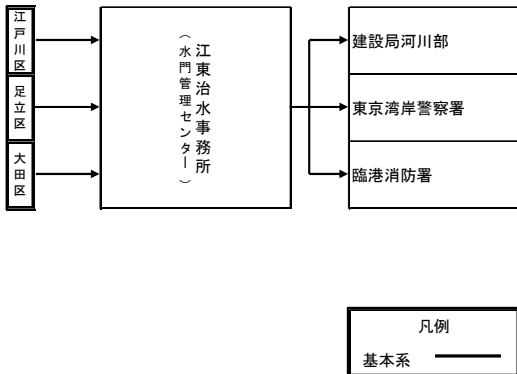 江戸川区
足立区
大田区
江東治水事務所
（水門管理センター）
建設局河川部
東京湾岸警察署
臨港消防署
凡例
基本系